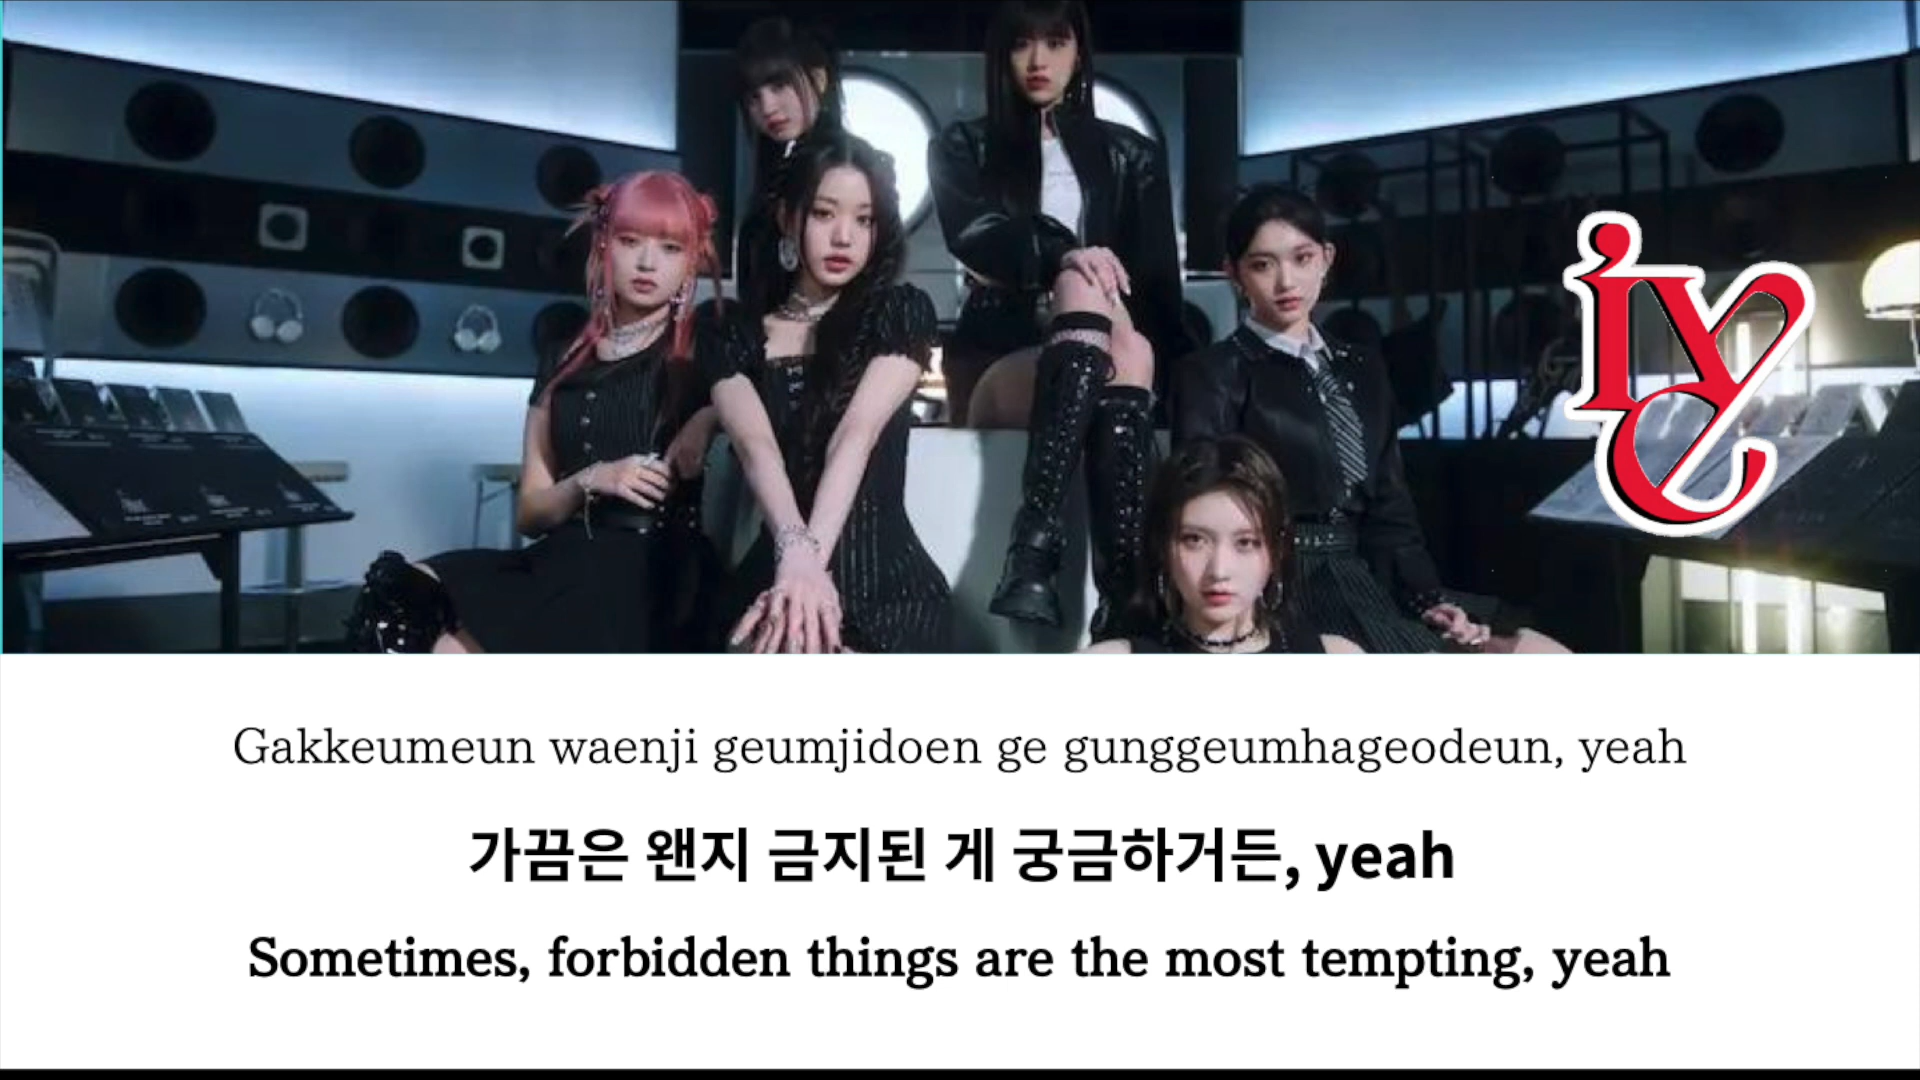 ive
Gakkeumeun waenji geumjidoen ge gunggeumhageodeun, yeah
가끔은 왠지 금지된 게 궁금하거든, yeah
Sometimes, forbidden things are the most tempting, yeah